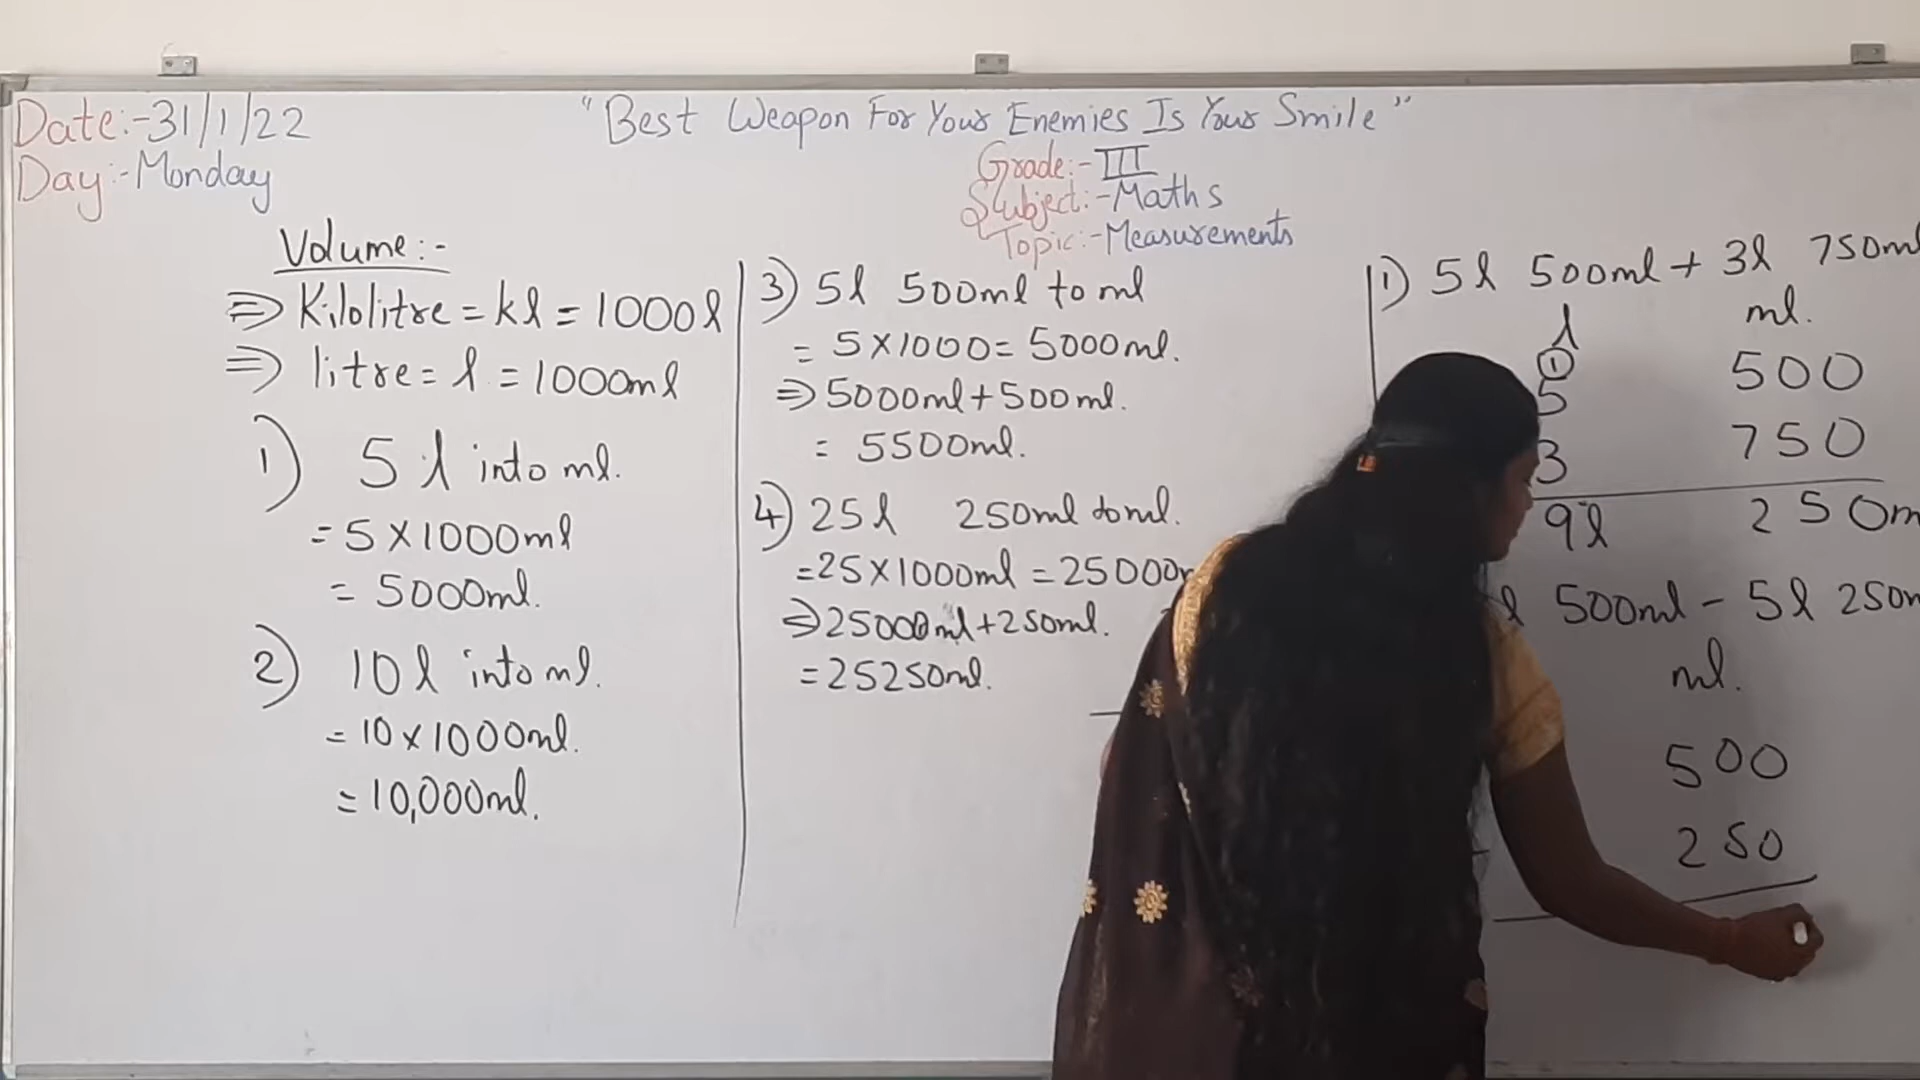 Date:-31/1/22
Day:-Monday
"Best Weapon For Your Enemies Is Your Smile"
Grade:-III
Subject:-Maths
Topic:-Measurements
Volume:-
⇒ Kilolitre = kl = 1000l
⇒ litre = l = 1000ml
1) 5 l into ml.
= 5 × 1000ml
= 5000ml.
2) 10 l into ml.
= 10 × 1000ml.
= 10,000ml.
3) 5l 500ml to ml
= 5 × 1000 = 5000ml.
⇒ 5000ml + 500ml.
= 5500ml.
4) 25l 250ml to ml.
= 25 × 1000ml = 25000
⇒ 25000ml + 250ml.
= 25250ml.
1) 5l 500ml + 3l 750ml
l ml.
1
5 500
3 750
9l 250m
l 500ml - 5l 250m
ml.
500
250